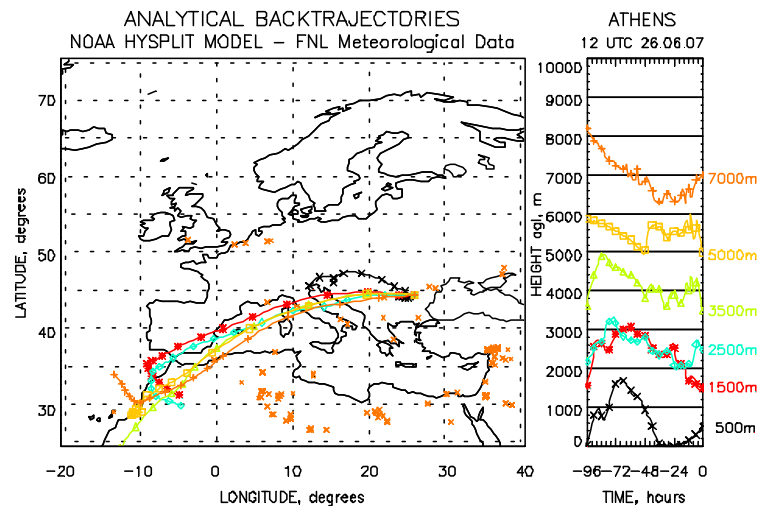 ANALYTICAL BACKTRAJECTORIES
NOAA HYSPLIT MODEL – FNL Meteorological Data
ATHENS
12 UTC 26.06.07
70
60
50
40
30
LATITUDE, degrees
-20 -10 0 10 20 30 40
LONGITUDE, degrees
10000
9000
8000
7000
6000
5000
4000
3000
2000
1000
0
HEIGHT agl, m
7000m
5000m
3500m
2500m
1500m
500m
-96-72-48-24 0
TIME, hours